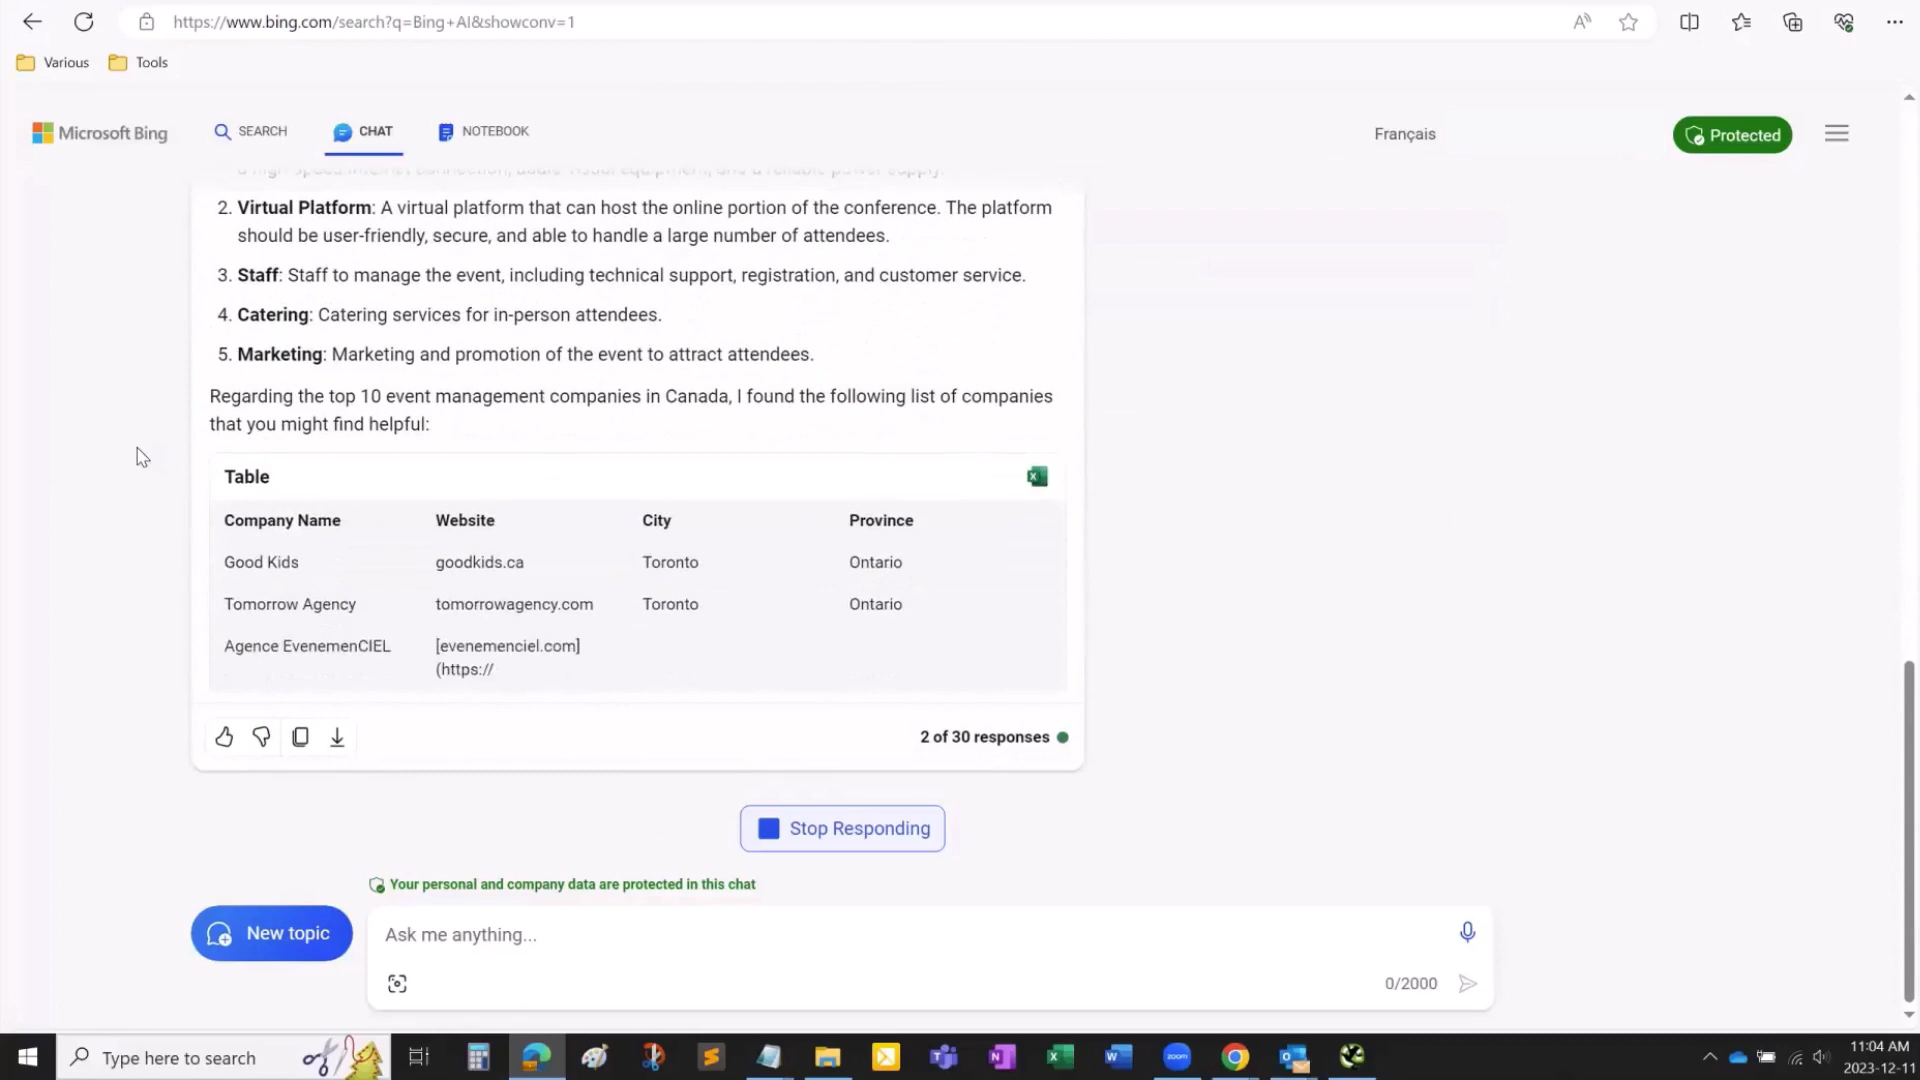 https://www.bing.com/search?q=Bing+AI&showconv=1
Various
Tools
Microsoft Bing
SEARCH
CHAT
NOTEBOOK
Français
Protected
2. Virtual Platform: A virtual platform that can host the online portion of the conference. The platform
should be user-friendly, secure, and able to handle a large number of attendees.
3. Staff: Staff to manage the event, including technical support, registration, and customer service.
4. Catering: Catering services for in-person attendees.
5. Marketing: Marketing and promotion of the event to attract attendees.
Regarding the top 10 event management companies in Canada, I found the following list of companies
that you might find helpful:
Table
Company Name Website City Province
Good Kids goodkids.ca Toronto Ontario
Tomorrow Agency tomorrowagency.com Toronto Ontario
Agence EvenemenCIEL [evenemenciel.com]
(https://
2 of 30 responses
Stop Responding
Your personal and company data are protected in this chat
New topic
Ask me anything...
0/2000
Type here to search
zoom
11:04 AM
2023-12-11